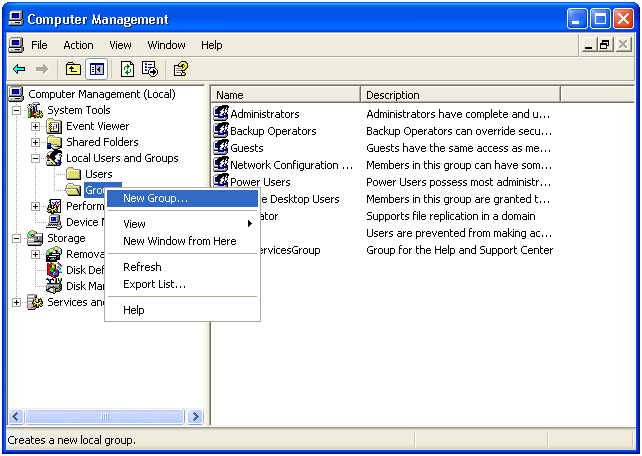 Computer Management
File Action View Window Help
Computer Management (Local)
System Tools
Event Viewer
Shared Folders
Local Users and Groups
Users
Grou
Perform
Device
Storage
Remova
Disk Def
Disk Mar
Services an
New Group...
View
New Window from Here
Refresh
Export List...
Help
Name Description
Administrators Administrators have complete and u...
Backup Operators Backup Operators can override secu...
Guests Guests have the same access as me...
Network Configuration ... Members in this group can have som...
Power Users Power Users possess most administr...
e Desktop Users Members in this group are granted t...
ator Supports file replication in a domain
Users are prevented from making ac...
ervicesGroup Group for the Help and Support Center
Creates a new local group.